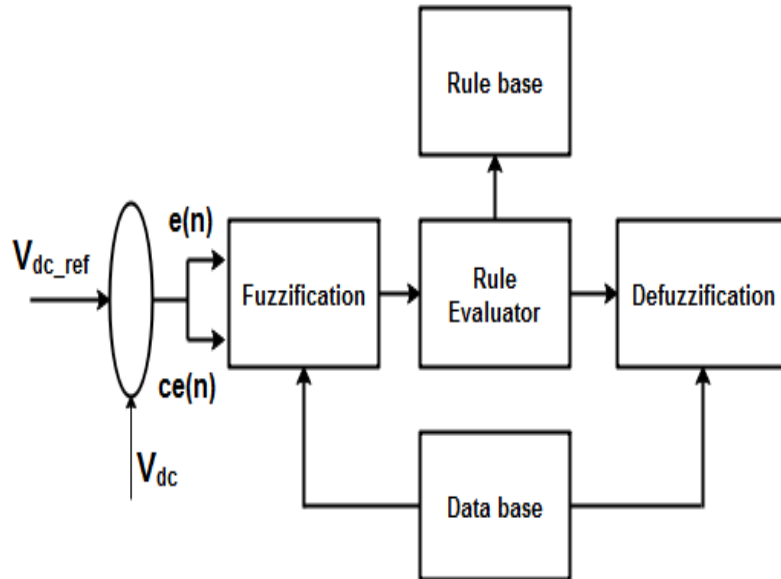 Rule base
e(n)
V_dc_ref
Fuzzification
Rule
Evaluator
Defuzzification
ce(n)
V_dc
Data base